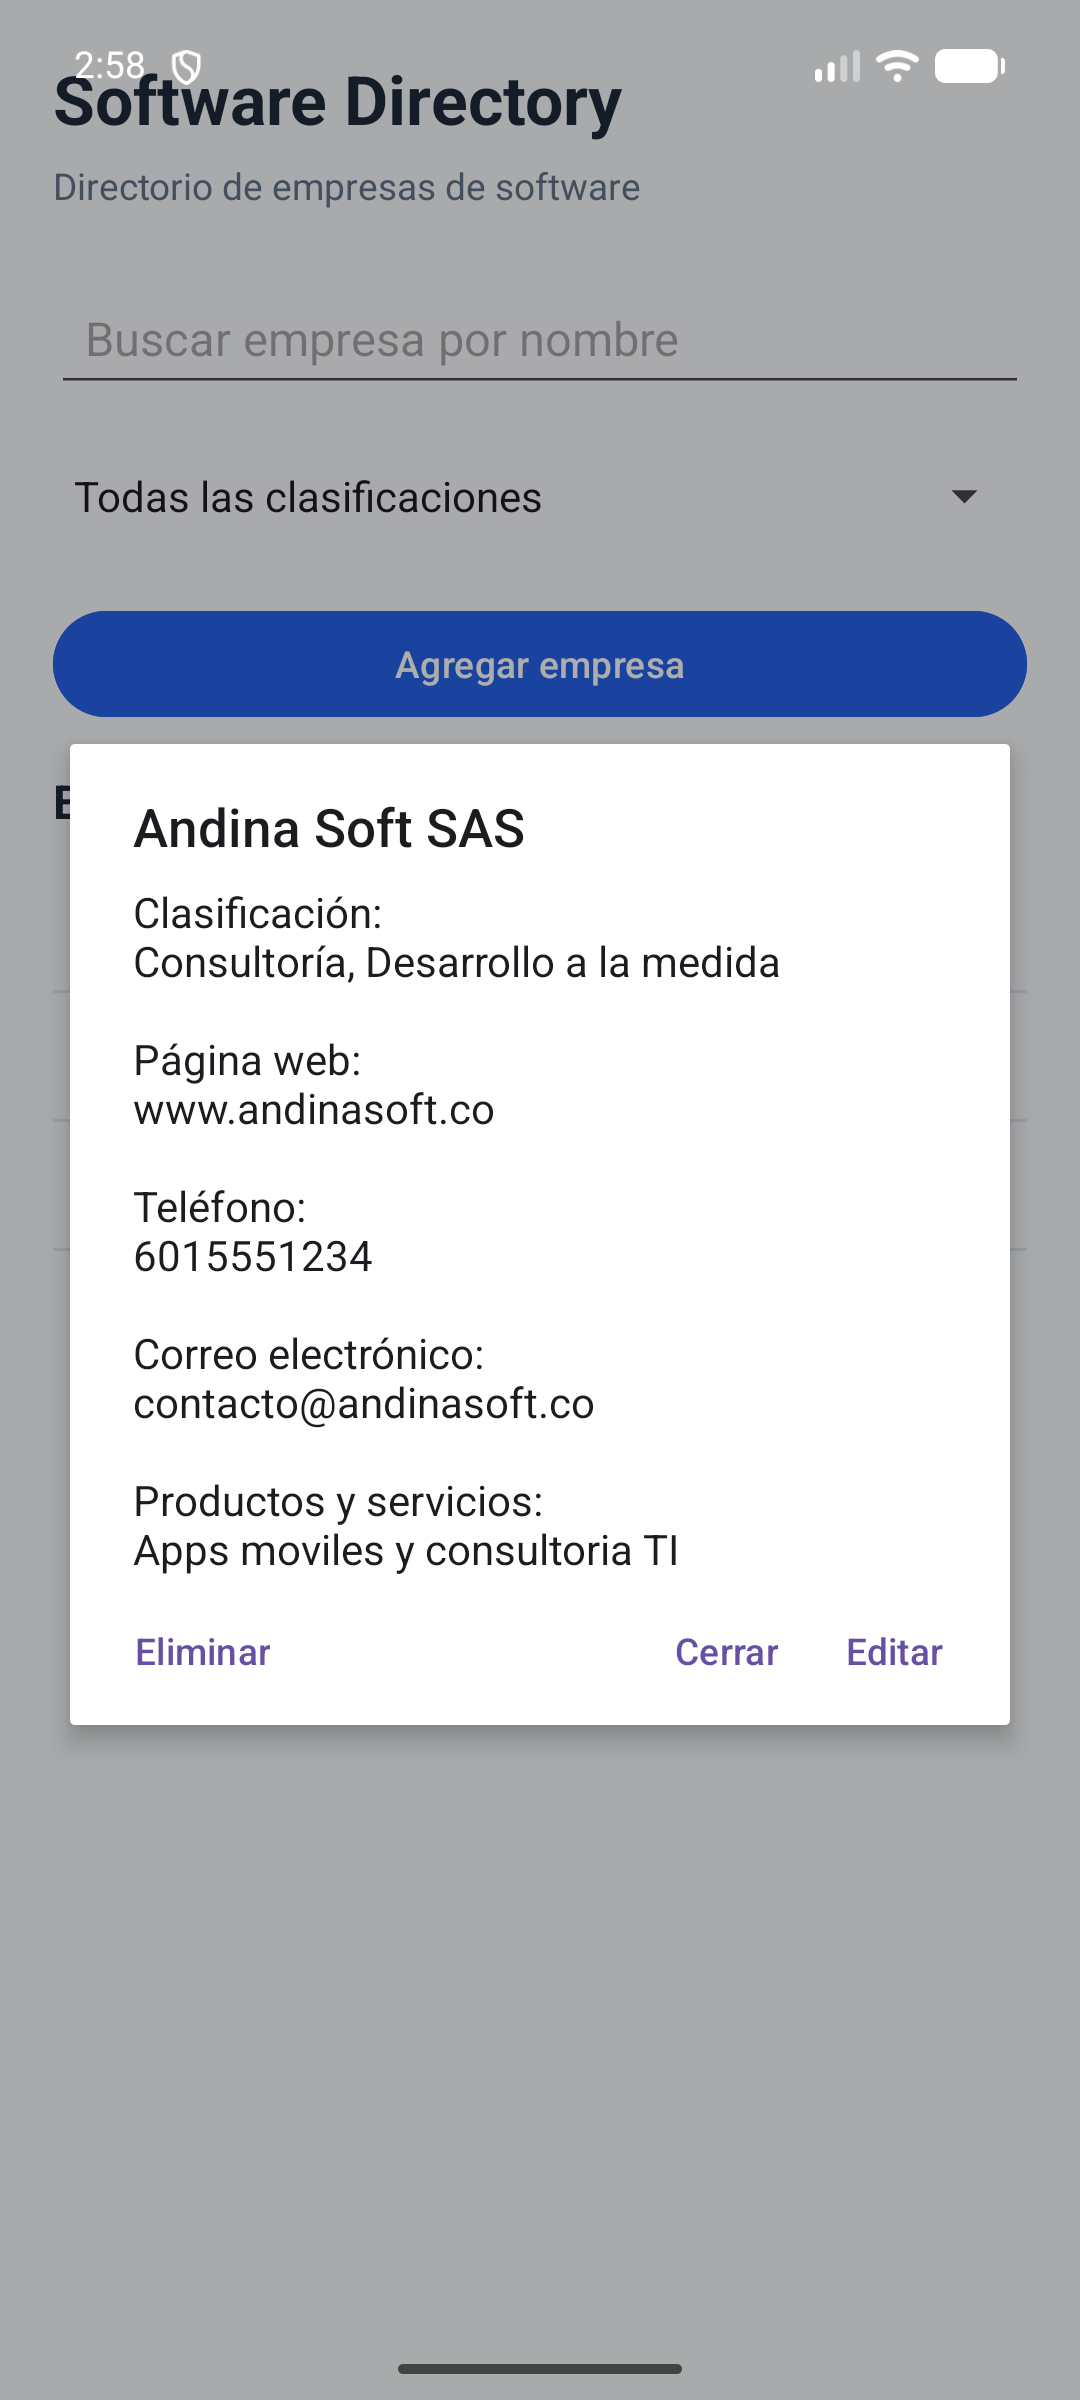 2:58
Software Directory
Directorio de empresas de software
Buscar empresa por nombre
Todas las clasificaciones
Agregar empresa
Andina Soft SAS
Clasificación:
Consultoría, Desarrollo a la medida
Página web:
www.andinasoft.co
Teléfono:
6015551234
Correo electrónico:
contacto@andinasoft.co
Productos y servicios:
Apps moviles y consultoria TI
Eliminar
Cerrar
Editar